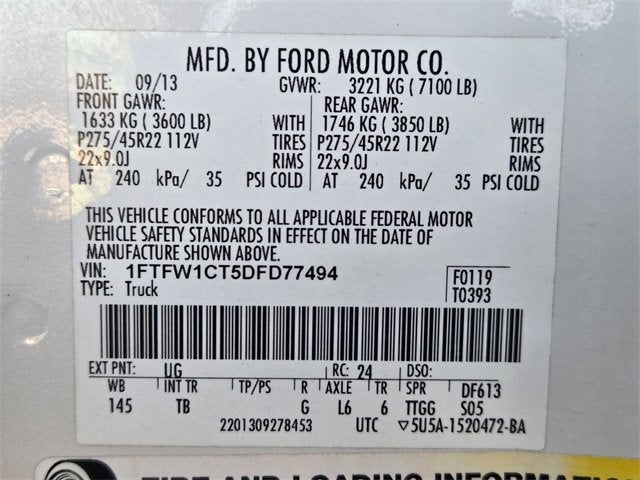 MFD. BY FORD MOTOR CO.
DATE: 09/13 GVWR: 3221 KG ( 7100 LB)
FRONT GAWR: REAR GAWR:
1633 KG ( 3600 LB) WITH 1746 KG ( 3850 LB) WITH
P275/45R22 112V TIRES P275/45R22 112V TIRES
22x9.0J RIMS 22x9.0J RIMS
AT 240 kPa/ 35 PSI COLD AT 240 kPa/ 35 PSI COLD
THIS VEHICLE CONFORMS TO ALL APPLICABLE FEDERAL MOTOR
VEHICLE SAFETY STANDARDS IN EFFECT ON THE DATE OF
MANUFACTURE SHOWN ABOVE.
VIN: 1FTFW1CT5DFD77494 F0119
TYPE: Truck T0393
EXT PNT: UG RC: 24 DSO:
WB INT TR TP/PS R AXLE TR SPR DF613
145 TB G L6 6 TTGG S05
2201309278453 UTC ▽5U5A-1520472-BA
TIRE AND LOADING INFORMATION